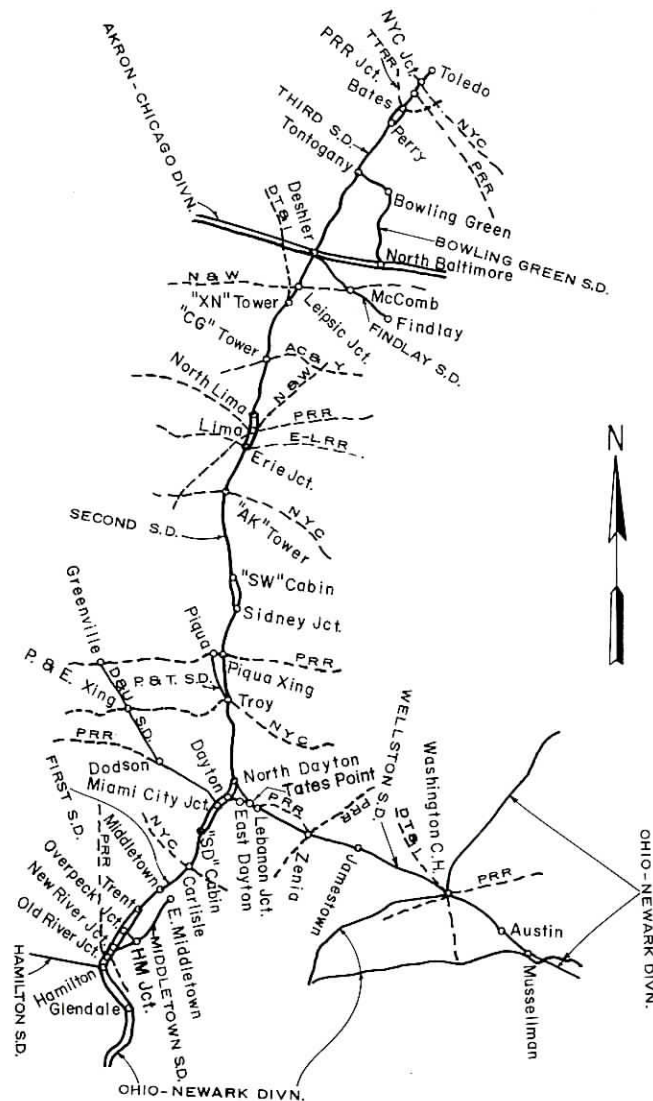 AKRON-CHICAGO DIVN.
NYC Jct.
TTRR
PRR Jct.
Bates
Toledo
NYC
PRR
Perry
THIRD S.D.
Tontogany
Bowling Green
BOWLING GREEN S.D.
Deshler
DT&I
North Baltimore
N&W
"XN" Tower
Leipsic Jct.
McComb
Findlay
FINDLAY S.D.
"CG" Tower
AC&Y
N&W
North Lima
Lima
PRR
E-LRR
Erie Jct.
"AK" Tower
NYC
SECOND S.D.
"SW" Cabin
Sidney Jct.
N
Greenville
Piqua
Piqua Xing
PRR
P. & E. Xing
D&U S.D.
P. & T. S.D.
Troy
NYC
PRR
Dodson
Dayton
North Dayton
Tates Point
Miami City Jct.
East Dayton
Lebanon Jct.
PRR
WELLSTON S.D.
PRR
Washington C.H.
DT&I
Xenia
Jamestown
PRR
Austin
Musselman
OHIO-NEWARK DIVN.
FIRST S.D.
NYC
"SD" Cabin
Carlisle
Middletown
E. Middletown
Trent
Overpeck Jct.
PRR
New River Jct.
Old River Jct.
HM Jct.
MIDDLETOWN S.D.
HAMILTON S.D.
Hamilton
Glendale
OHIO-NEWARK DIVN.